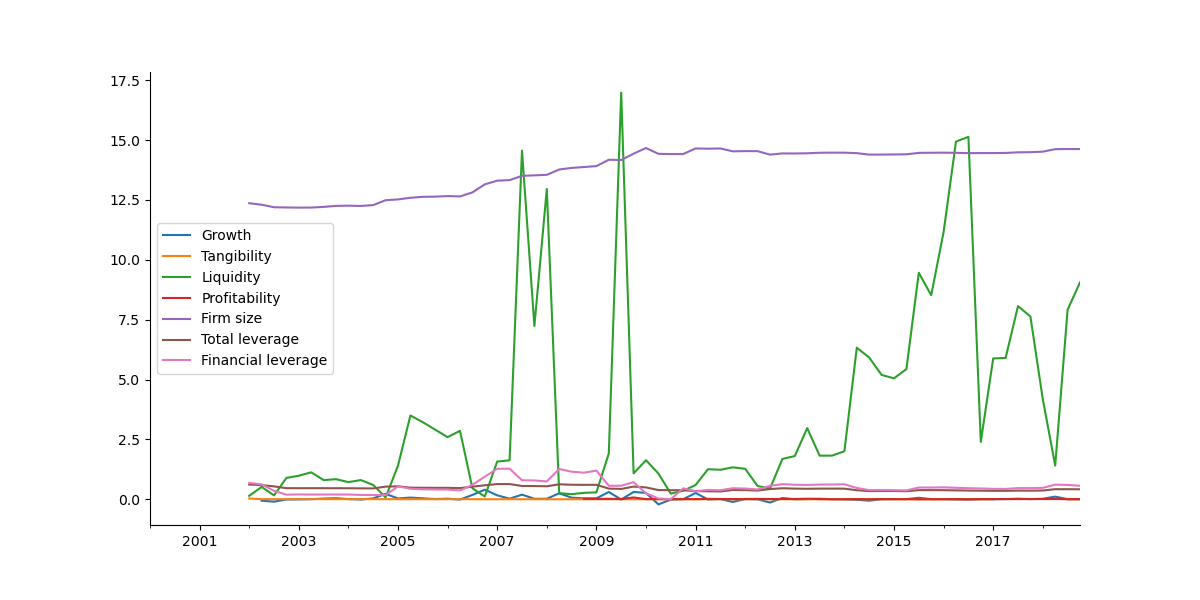 17.5
15.0
12.5
10.0
7.5
5.0
2.5
0.0
Growth
Tangibility
Liquidity
Profitability
Firm size
Total leverage
Financial leverage
2001 2003 2005 2007 2009 2011 2013 2015 2017